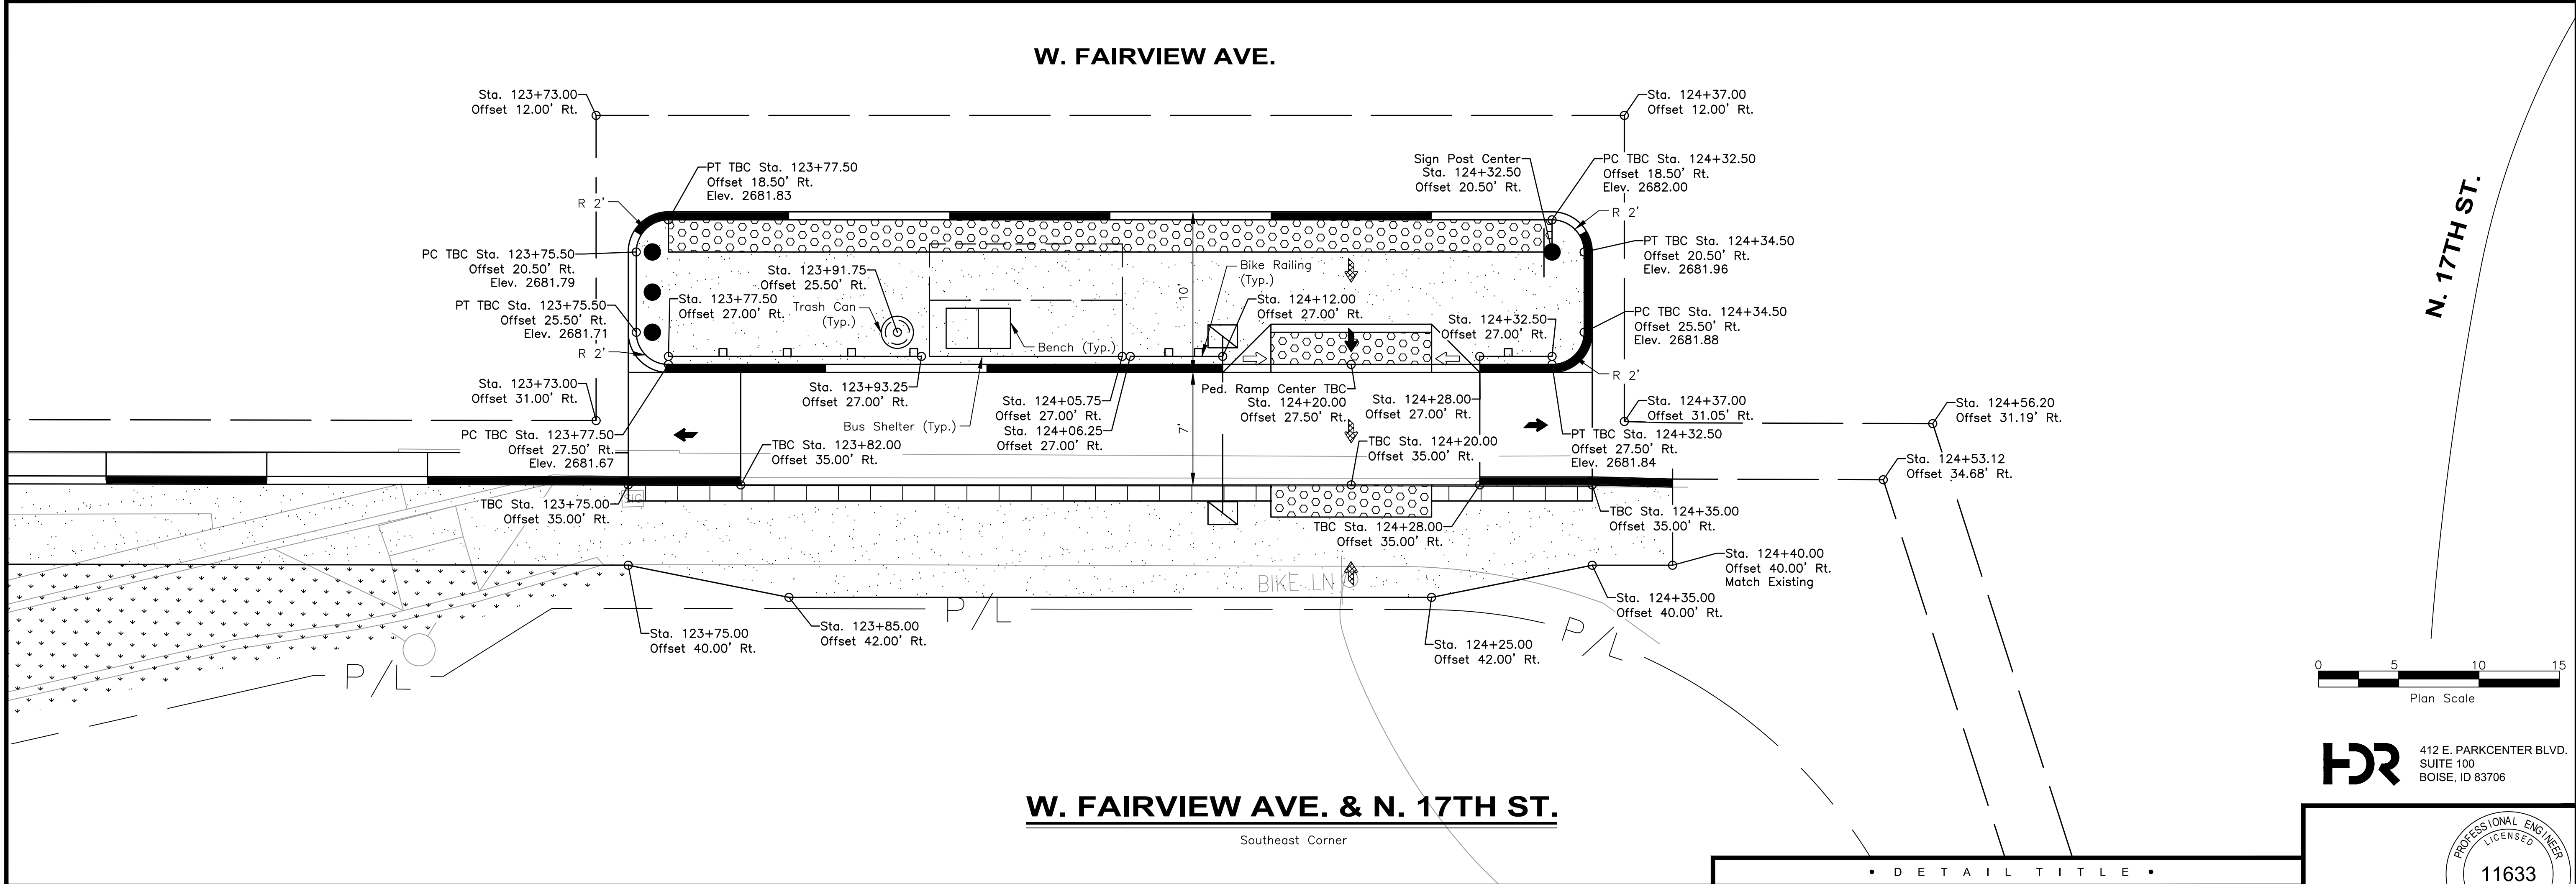 W. FAIRVIEW AVE.
Sta. 123+73.00
Offset 12.00' Rt.
Sta. 124+37.00
Offset 12.00' Rt.
PT TBC Sta. 123+77.50
Offset 18.50' Rt.
Elev. 2681.83
R 2'
Sign Post Center
Sta. 124+32.50
Offset 20.50' Rt.
PC TBC Sta. 124+32.50
Offset 18.50' Rt.
Elev. 2682.00
R 2'
N. 17TH ST.
PC TBC Sta. 123+75.50
Offset 20.50' Rt.
Elev. 2681.79
PT TBC Sta. 124+34.50
Offset 20.50' Rt.
Elev. 2681.96
Sta. 123+91.75
Offset 25.50' Rt.
Bike Railing
(Typ.)
10'
PT TBC Sta. 123+75.50
Offset 25.50' Rt.
Elev. 2681.71
Sta. 123+77.50
Offset 27.00' Rt.
Trash Can
(Typ.)
Sta. 124+12.00
Offset 27.00' Rt.
Sta. 124+32.50
Offset 27.00' Rt.
PC TBC Sta. 124+34.50
Offset 25.50' Rt.
Elev. 2681.88
R 2'
Bench (Typ.)
R 2'
Sta. 123+73.00
Offset 31.00' Rt.
Sta. 123+93.25
Offset 27.00' Rt.
Bus Shelter (Typ.)
Sta. 124+05.75
Offset 27.00' Rt.
Sta. 124+06.25
Offset 27.00' Rt.
7'
Ped. Ramp Center TBC
Sta. 124+20.00
Offset 27.50' Rt.
Sta. 124+28.00
Offset 27.00' Rt.
Sta. 124+37.00
Offset 31.05' Rt.
Sta. 124+56.20
Offset 31.19' Rt.
PC TBC Sta. 123+77.50
Offset 27.50' Rt.
Elev. 2681.67
TBC Sta. 123+82.00
Offset 35.00' Rt.
TBC Sta. 124+20.00
Offset 35.00' Rt.
PT TBC Sta. 124+32.50
Offset 27.50' Rt.
Elev. 2681.84
Sta. 124+53.12
Offset 34.68' Rt.
SIG
TBC Sta. 123+75.00
Offset 35.00' Rt.
TBC Sta. 124+28.00
Offset 35.00' Rt.
TBC Sta. 124+35.00
Offset 35.00' Rt.
Sta. 124+40.00
Offset 40.00' Rt.
Match Existing
BIKE LN
Sta. 124+35.00
Offset 40.00' Rt.
P/L
P/L
P/L
Sta. 123+75.00
Offset 40.00' Rt.
Sta. 123+85.00
Offset 42.00' Rt.
Sta. 124+25.00
Offset 42.00' Rt.
0 5 10 15
Plan Scale
HDR
412 E. PARKCENTER BLVD.
SUITE 100
BOISE, ID 83706
W. FAIRVIEW AVE. & N. 17TH ST.
Southeast Corner
• DETAIL TITLE •
PROFESSIONAL ENGINEER
LICENSED
11633